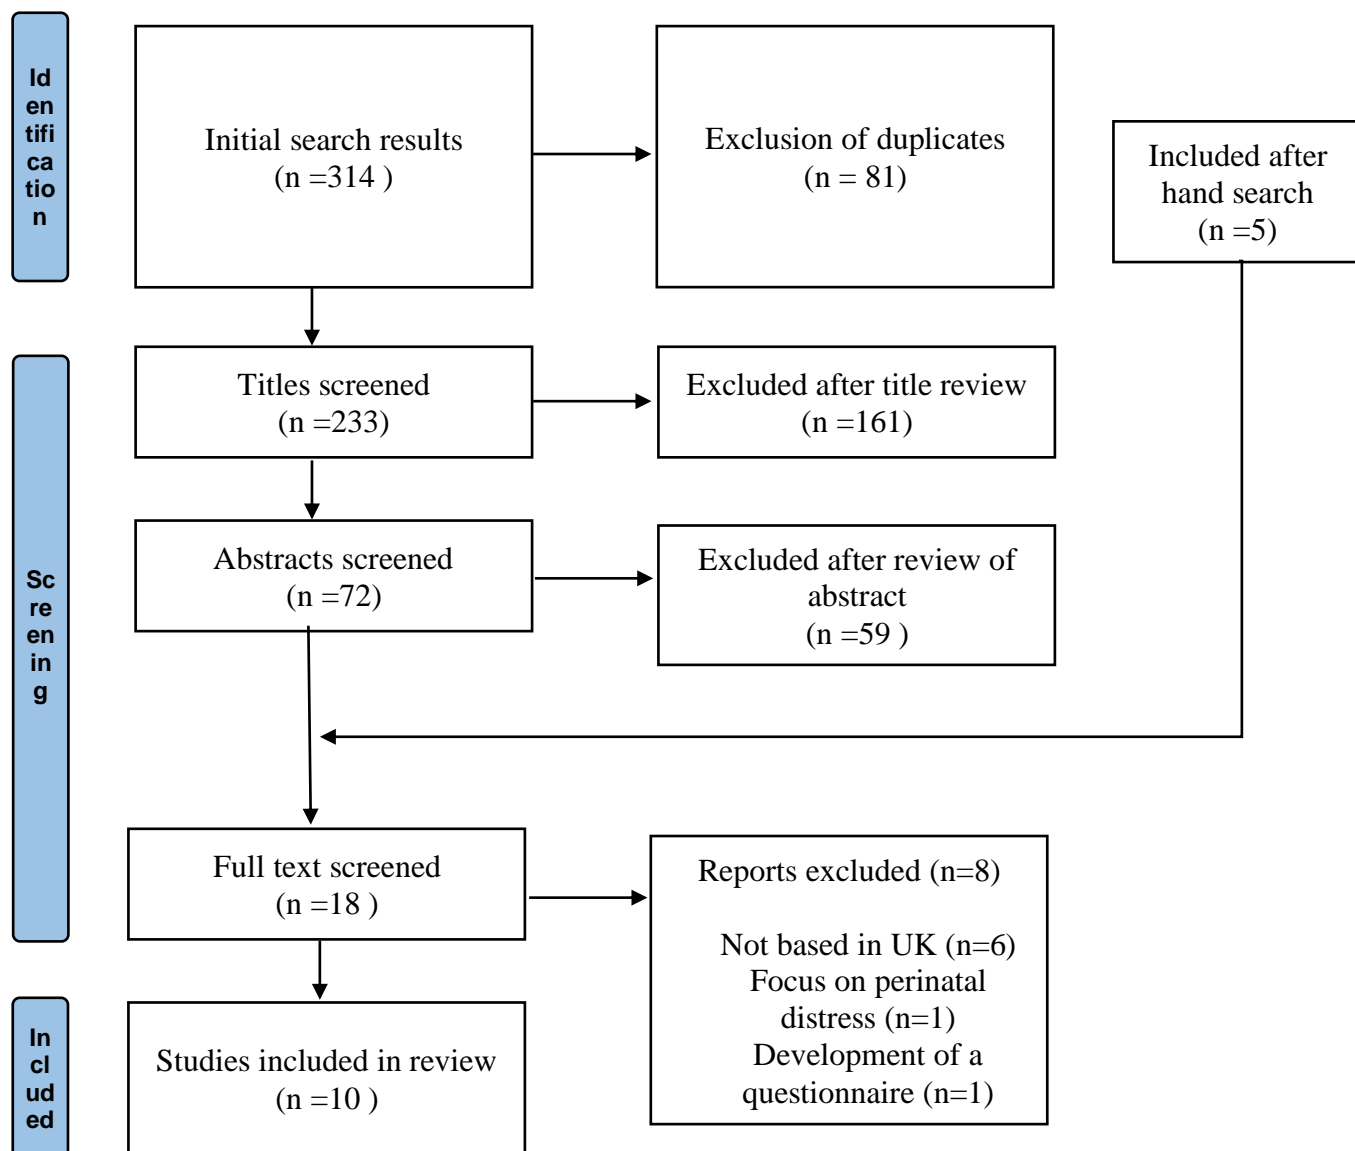 Id
en
tifi
ca
tio
n
Initial search results
(n =314 )
Exclusion of duplicates
(n = 81)
Included after
hand search
(n =5)
Sc
re
en
in
g
Titles screened
(n =233)
Excluded after title review
(n =161)
Abstracts screened
(n =72)
Excluded after review of
abstract
(n =59 )
Full text screened
(n =18 )
Reports excluded (n=8)
Not based in UK (n=6)
Focus on perinatal
distress (n=1)
Development of a
questionnaire (n=1)
In
cl
ud
ed
Studies included in review
(n =10 )